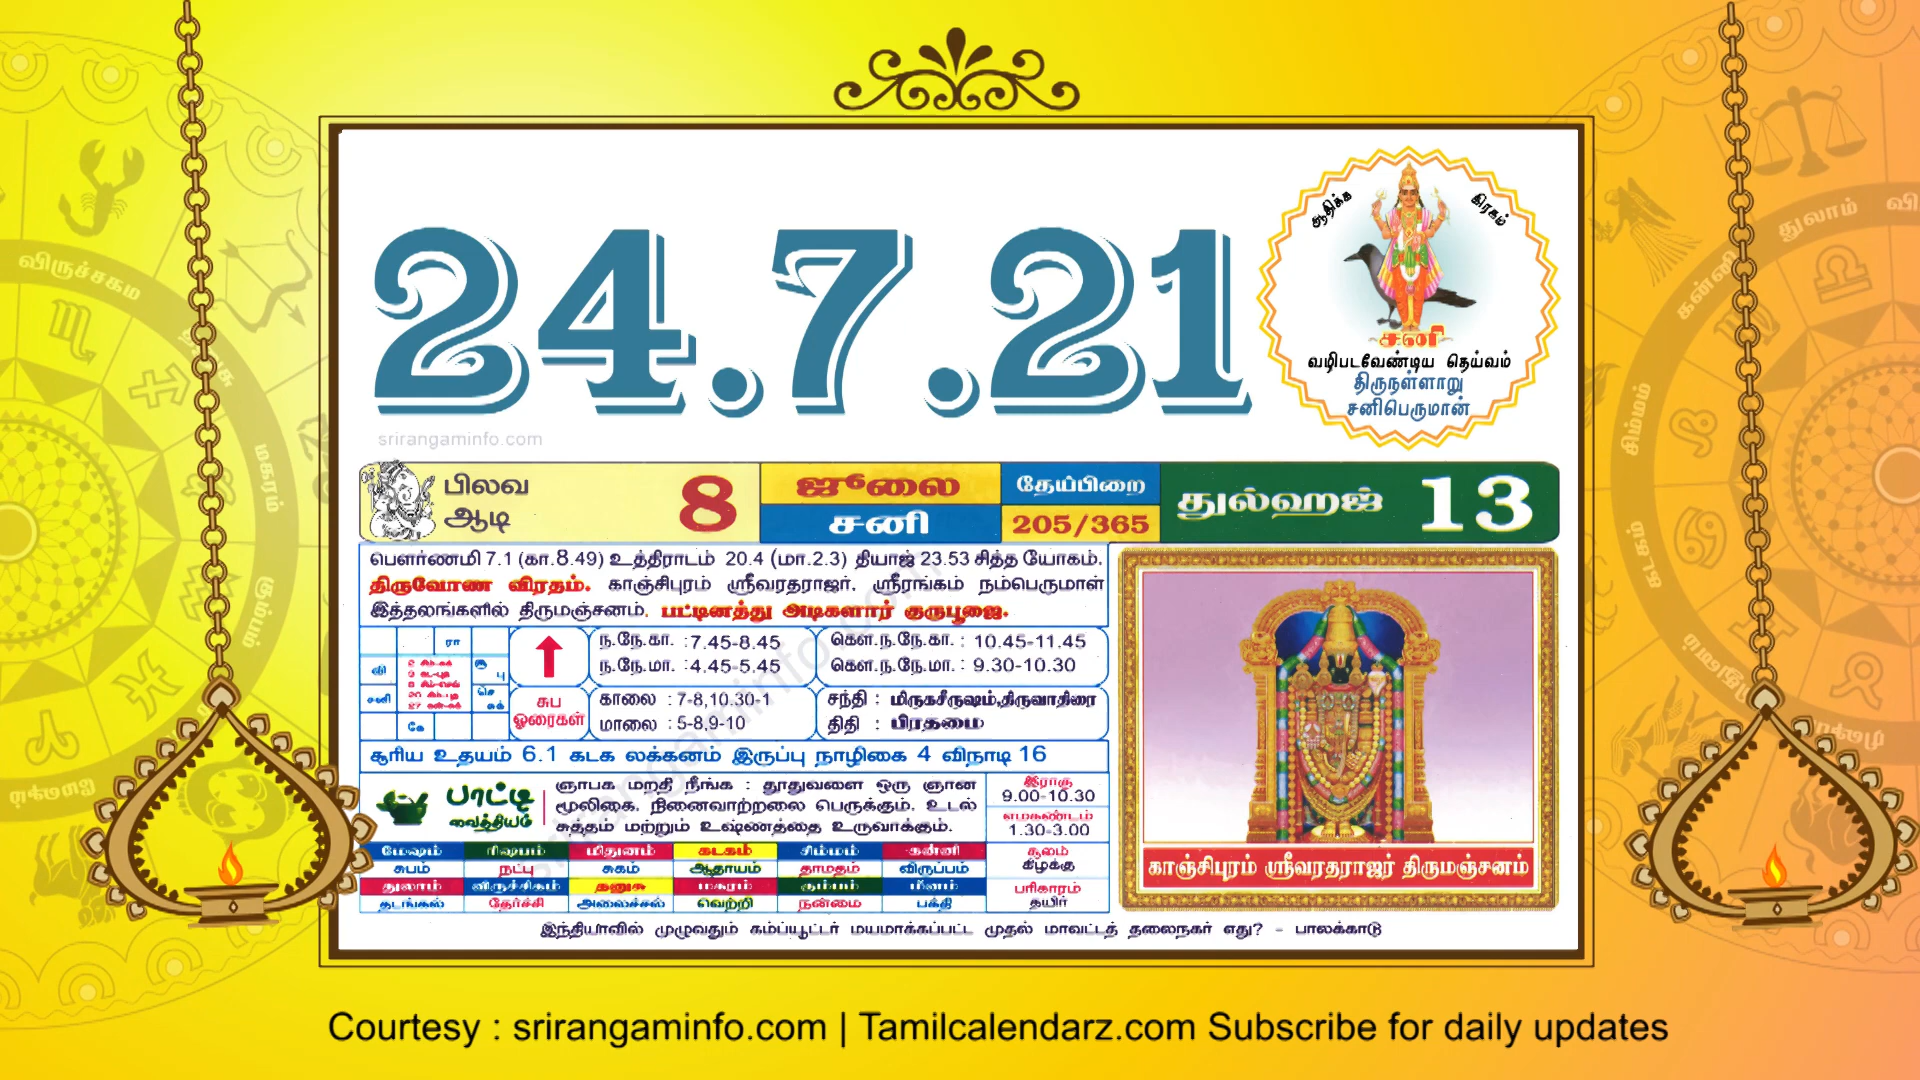 ஆதிக்க கிரகம்
24.7.21
சனி
வழிபடவேண்டிய தெய்வம்
திருநள்ளாறு
சனிபெருமான்
srirangaminfo.com
பிலவ
ஆடி
8
ஜூலை
சனி
தேய்பிறை
205/365
துல்ஹஜ் 13
பௌர்ணமி 7.1 (கா.8.49) உத்திராடம் 20.4 (மா.2.3) தியாஜ் 23.53 சித்த யோகம்.
திருவோண விரதம். காஞ்சிபுரம் ஸ்ரீவரதராஜர். ஸ்ரீரங்கம் நம்பெருமாள்
இத்தலங்களில் திருமஞ்சனம். பட்டினத்து அடிகளார் குருபூஜை.
ரா
வி
பு
சனி
செ
சுக்
கே
சுப
ஓரைகள்
ந.நே.கா. :7.45-8.45
ந.நே.மா. :4.45-5.45
கௌ.ந.நே.கா. : 10.45-11.45
கௌ.ந.நே.மா. : 9.30-10.30
காலை : 7-8,10.30-1
மாலை : 5-8,9-10
சந்தி : மிருகசீருஷம்,திருவாதிரை
திதி : பிரதமை
சூரிய உதயம் 6.1 கடக லக்கனம் இருப்பு நாழிகை 4 விநாடி 16
பாட்டி
வைத்தியம்
ஞாபக மறதி நீங்க : தூதுவளை ஒரு ஞான
மூலிகை. நினைவாற்றலை பெருக்கும். உடல்
சுத்தம் மற்றும் உஷ்ணத்தை உருவாக்கும்.
இராகு
9.00-10.30
எமகண்டம்
1.30-3.00
மேஷம் ரிஷபம் மிதுனம் கடகம் சிம்மம் கன்னி
சுபம் நட்பு சுகம் ஆதாயம் தாமதம் விருப்பம்
துலாம் விருச்சிகம் தனுசு மகரம் கும்பம் மீனம்
தடங்கல் தேர்ச்சி அலைச்சல் வெற்றி நன்மை பக்தி
சூலம்
கிழக்கு
பரிகாரம்
தயிர்
காஞ்சிபுரம் ஸ்ரீவரதராஜர் திருமஞ்சனம்
இந்தியாவில் முழுவதும் கம்ப்யூட்டர் மயமாக்கப்பட்ட முதல் மாவட்டத் தலைநகர் எது? - பாலக்காடு
விருச்சகம்
மகரம்
கும்பம்
துலாம்
கன்னி
சிம்மம்
கடகம்
Courtesy : srirangaminfo.com | Tamilcalendarz.com Subscribe for daily updates